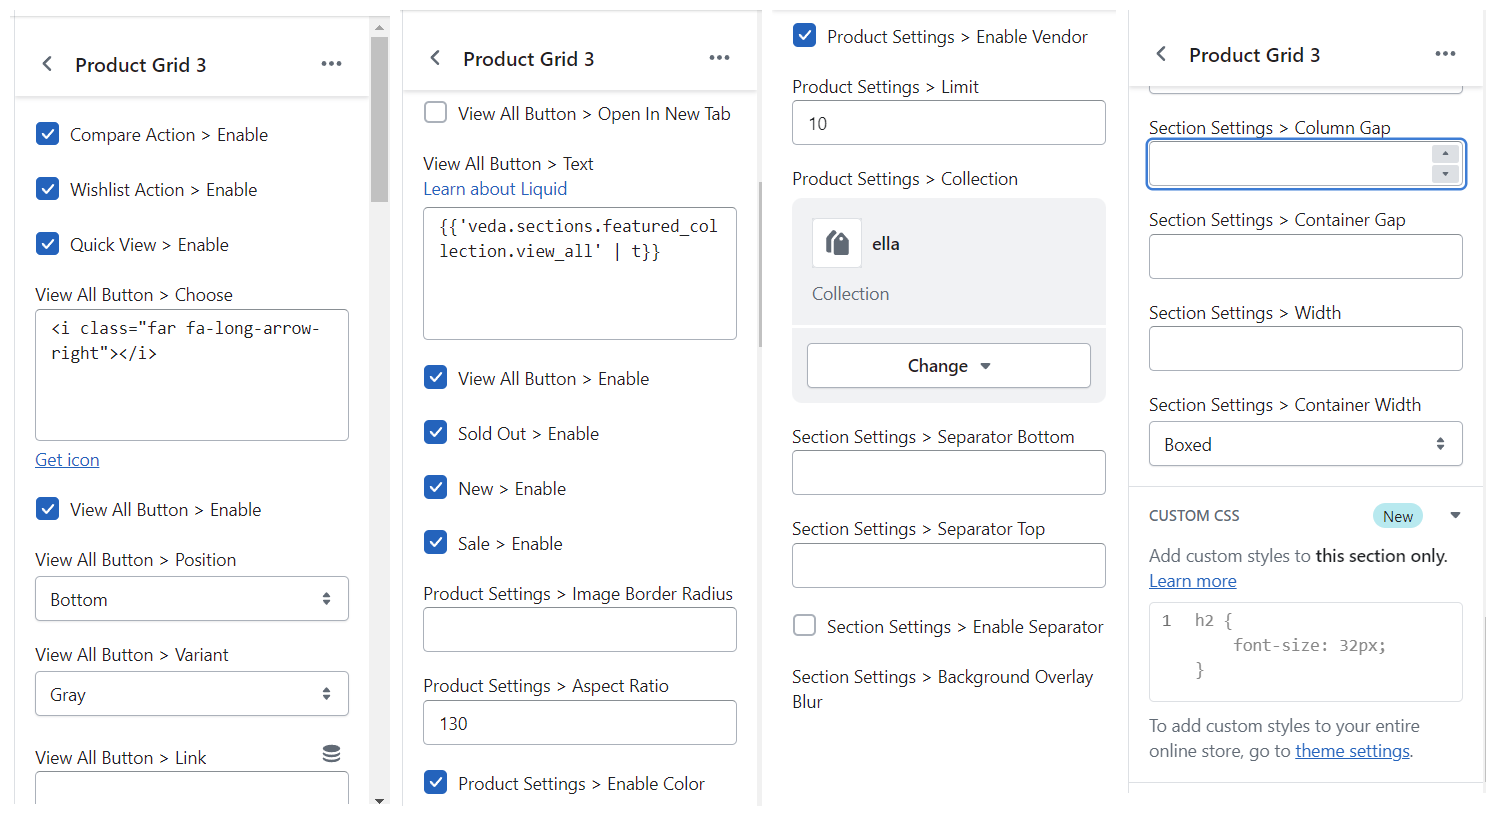 Product Grid 3
Compare Action > Enable
Wishlist Action > Enable
Quick View > Enable
View All Button > Choose
<i class="far fa-long-arrow-
right"></i>
Get icon
View All Button > Enable
View All Button > Position
Bottom
View All Button > Variant
Gray
View All Button > Link
Product Grid 3
View All Button > Open In New Tab
View All Button > Text
Learn about Liquid
{{'veda.sections.featured_col
lection.view_all' | t}}
View All Button > Enable
Sold Out > Enable
New > Enable
Sale > Enable
Product Settings > Image Border Radius
Product Settings > Aspect Ratio
130
Product Settings > Enable Color
Product Settings > Enable Vendor
Product Settings > Limit
10
Product Settings > Collection
ella
Collection
Change
Section Settings > Separator Bottom
Section Settings > Separator Top
Section Settings > Enable Separator
Section Settings > Background Overlay
Blur
Product Grid 3
Section Settings > Column Gap
Section Settings > Container Gap
Section Settings > Width
Section Settings > Container Width
Boxed
CUSTOM CSS New
Add custom styles to this section only.
Learn more
1 h2 {
font-size: 32px;
}
To add custom styles to your entire
online store, go to theme settings.